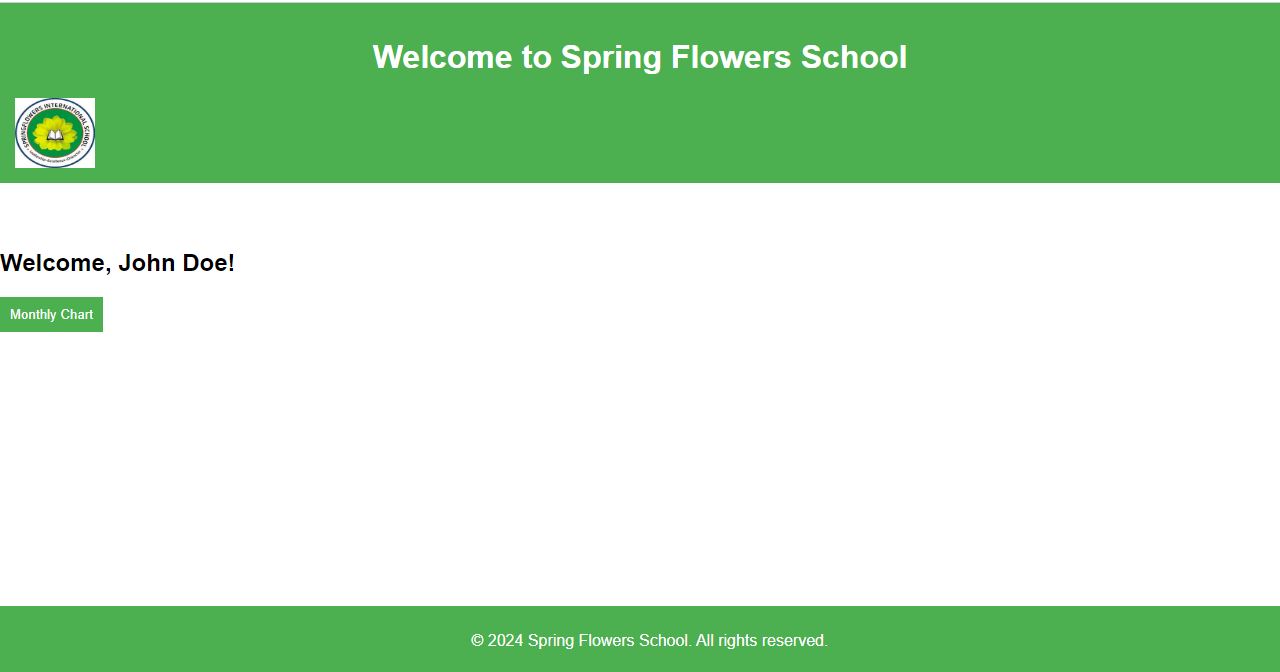 Welcome to Spring Flowers School
SPRINGFLOWERS INTERNATIONAL SCHOOL
Welcome, John Doe!
Monthly Chart
© 2024 Spring Flowers School. All rights reserved.